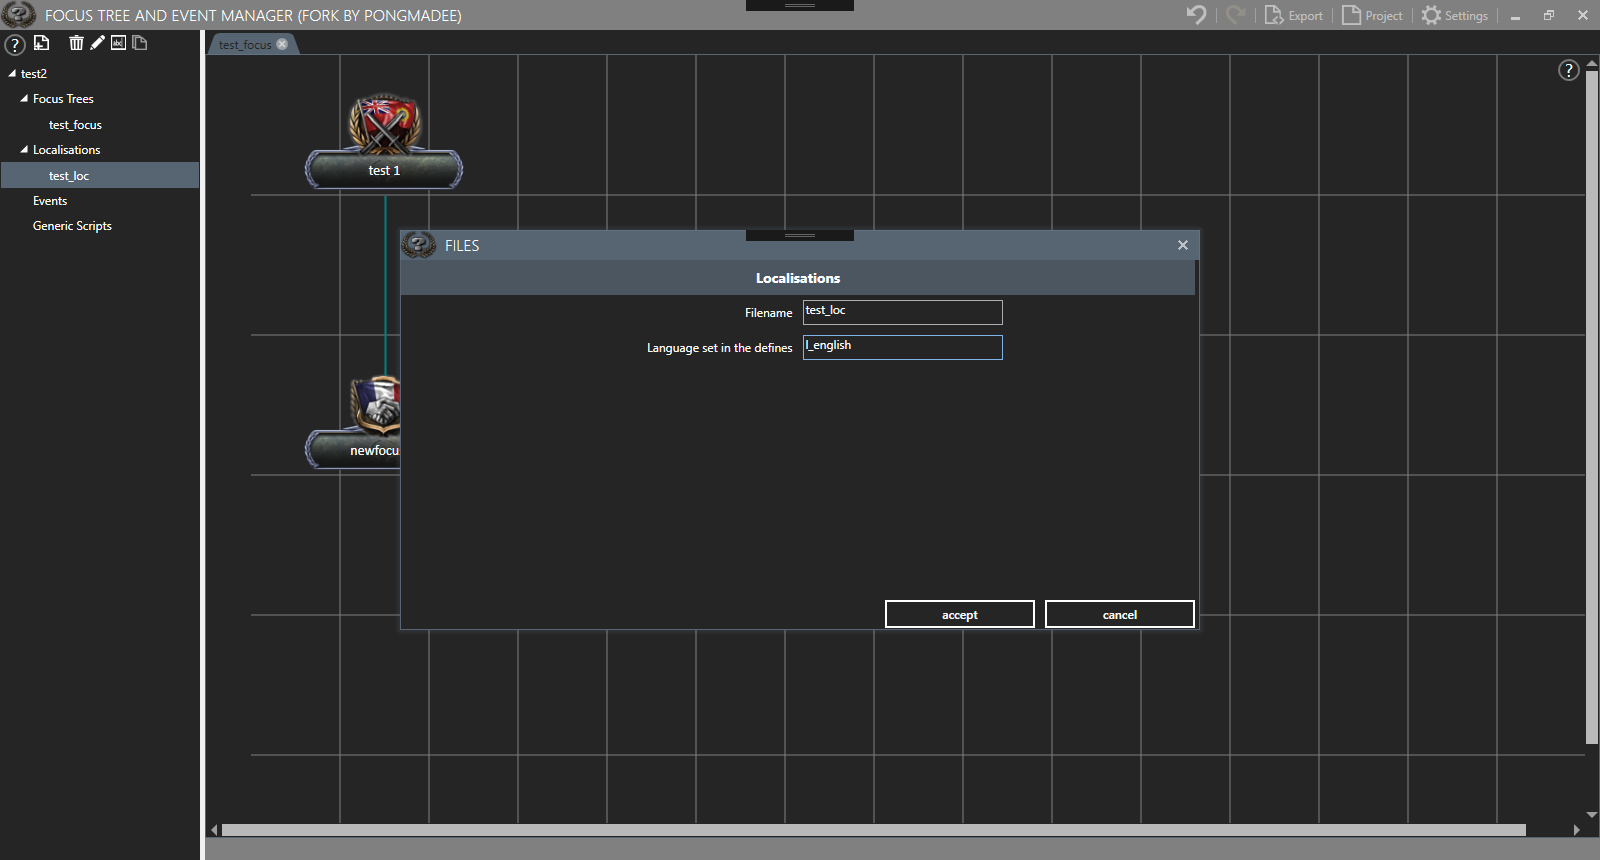 FOCUS TREE AND EVENT MANAGER (FORK BY PONGMADEE)
Export
Project
Settings
test_focus
test2
Focus Trees
test_focus
Localisations
test_loc
Events
Generic Scripts
test 1
FILES
Localisations
Filename
test_loc
Language set in the defines
l_english
newfocu
accept
cancel